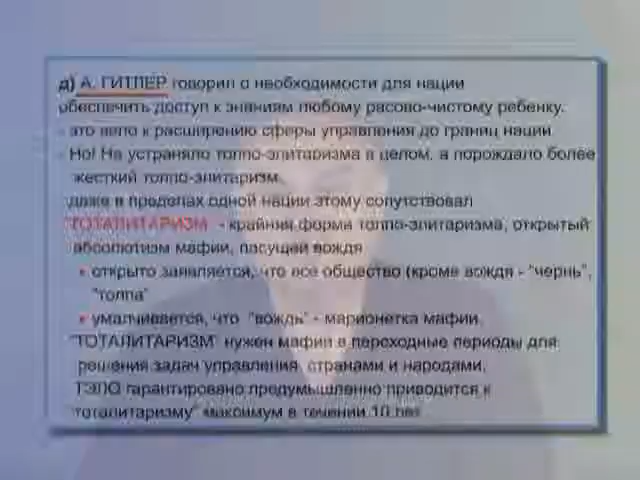 д) А. ГИТЛЕР говорил о необходимости для нации
обеспечить доступ к знаниям любому расово-чистому ребенку.
- это вело к расширению сферы управления до границ нации
- Но! Не устраняло толпо-элитаризма в целом, а порождало более
жесткий толпо-элитаризм
даже в пределах одной нации этому сопутствовал
"ТОТАЛИТАРИЗМ" - крайняя форма толпо-элитаризма, открытый
абсолютизм мафии, пасущей вождя
• открыто заявляется, что все общество (кроме вождя - "чернь",
"толпа"
• умалчивается, что "вождь" - марионетка мафии.
"ТОТАЛИТАРИЗМ" нужен мафии в переходные периоды для
решения задач управления странами и народами.
ТЭЛО гарантировано предумышленно приводится к
"тоталитаризму" максимум в течении 10 лет